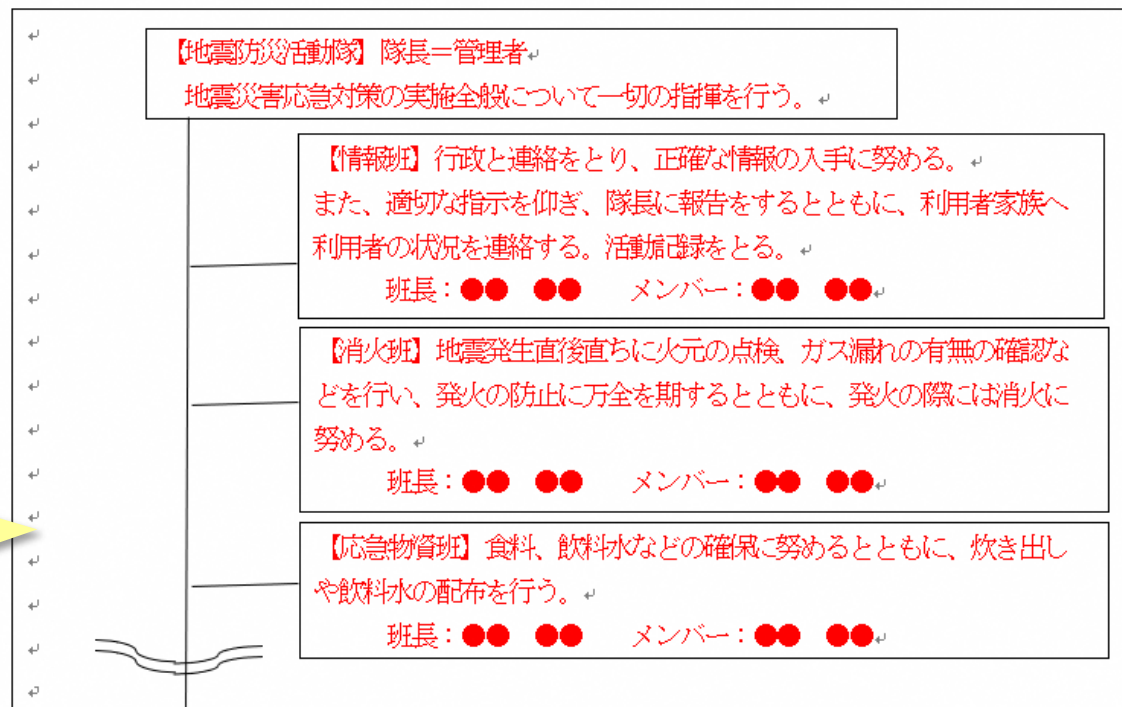 【地震防災活動隊】隊長＝管理者
地震災害応急対策の実施全般について一切の指揮を行う。
【情報班】行政と連絡をとり、正確な情報の入手に努める。
また、適切な指示を仰ぎ、隊長に報告をするとともに、利用者家族へ
利用者の状況を連絡する。活動記録をとる。
班長：●●　●●　　メンバー：●●　●●
【消火班】地震発生直後直ちに火元の点検、ガス漏れの有無の確認な
どを行い、発火の防止に万全を期するとともに、発火の際には消火に
努める。
班長：●●　●●　　メンバー：●●　●●
【応急物資班】食料、飲料水などの確保に努めるとともに、炊き出し
や飲料水の配布を行う。
班長：●●　●●　　メンバー：●●　●●